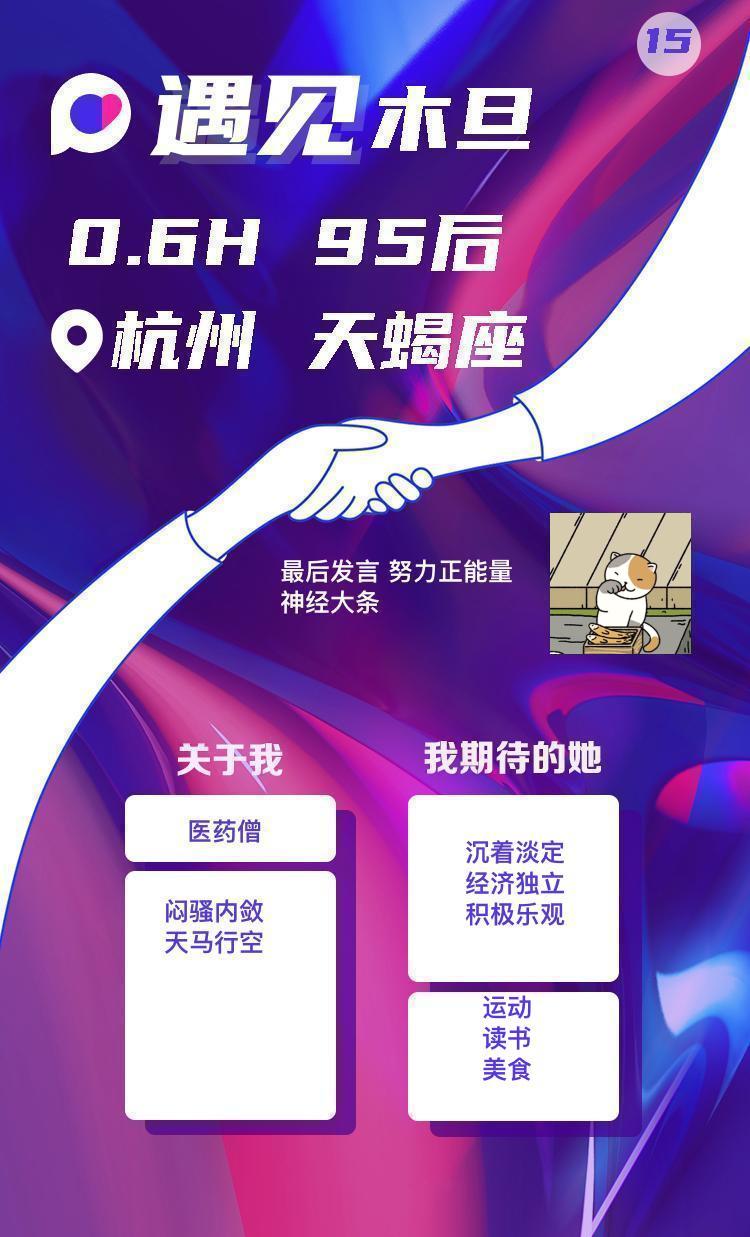 15
遇见木旦
0.6H 95后
杭州 天蝎座
最后发言 努力正能量
神经大条
关于我
我期待的她
医药僧
闷骚内敛
天马行空
沉着淡定
经济独立
积极乐观
运动
读书
美食